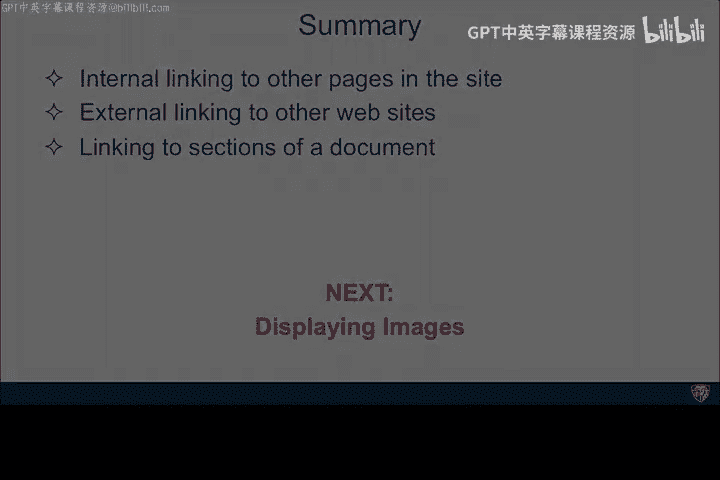 GPT中英字幕课程资源@bilibili.com
GPT中英字幕课程资源 bilibili
Summary
✧ Internal linking to other pages in the site
✧ External linking to other web sites
✧ Linking to sections of a document
NEXT:
Displaying Images